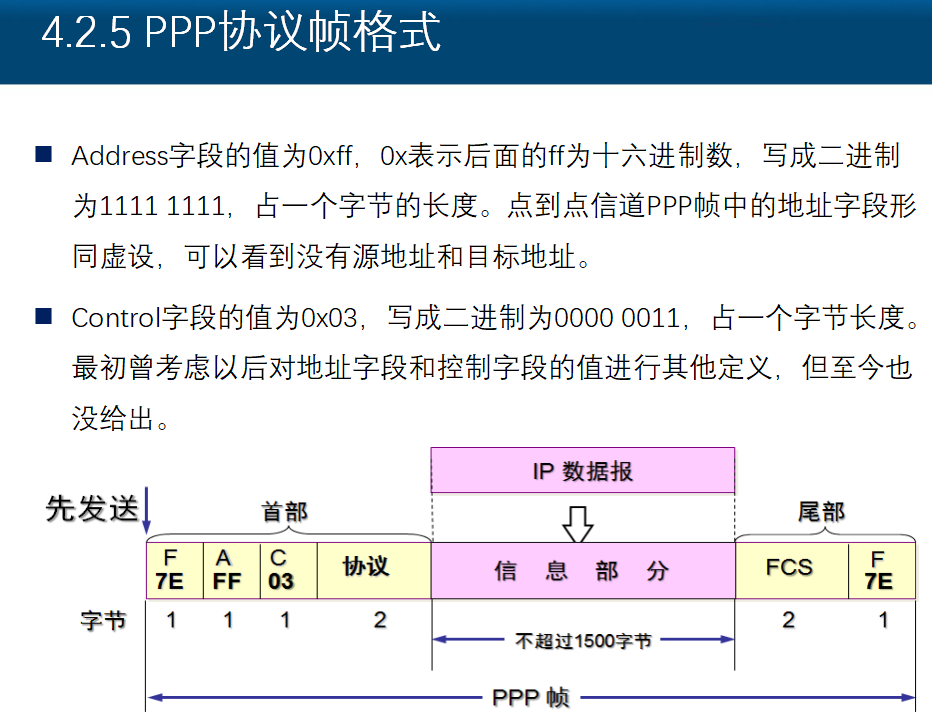 4.2.5 PPP协议帧格式
Address字段的值为0xff，0x表示后面的ff为十六进制数，写成二进制
为1111 1111，占一个字节的长度。点到点信道PPP帧中的地址字段形
同虚设，可以看到没有源地址和目标地址。
Control字段的值为0x03，写成二进制为0000 0011，占一个字节长度。
最初曾考虑以后对地址字段和控制字段的值进行其他定义，但至今也
没给出。
IP 数据报
先发送
首部
尾部
F A C 协议 信息部分 FCS F
7E FF 03 7E
字节 1 1 1 2 2 1
不超过1500字节
PPP 帧